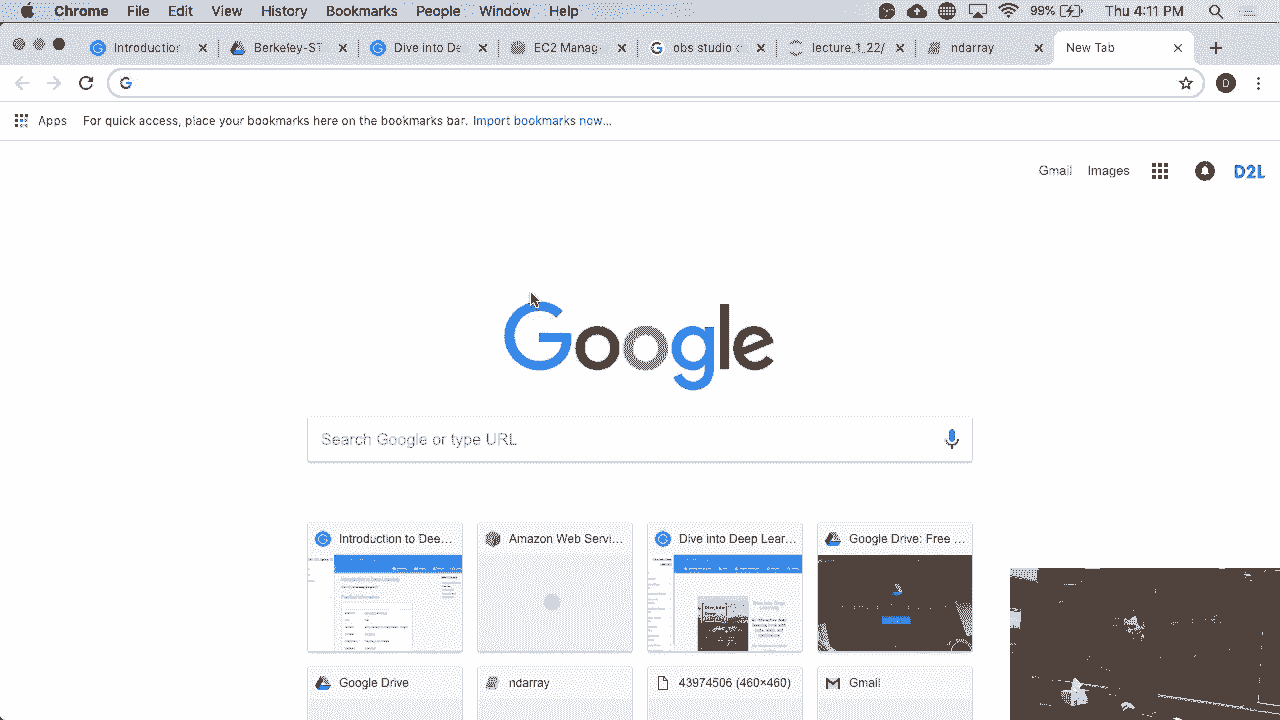 Chrome File Edit View History Bookmarks People Window Help 99% Thu 4:11 PM
Introduction Berkeley-ST Dive into De EC2 Manag obs studio lecture_1_22/ ndarray New Tab
D
Apps For quick access, place your bookmarks here on the bookmarks bar. Import bookmarks now...
Gmail Images D2L
Google
Search Google or type URL
Introduction to Dee... Amazon Web Servi... Dive into Deep Lear... Google Drive: Free ...
Google Drive ndarray 43974506 (460×460) Gmail